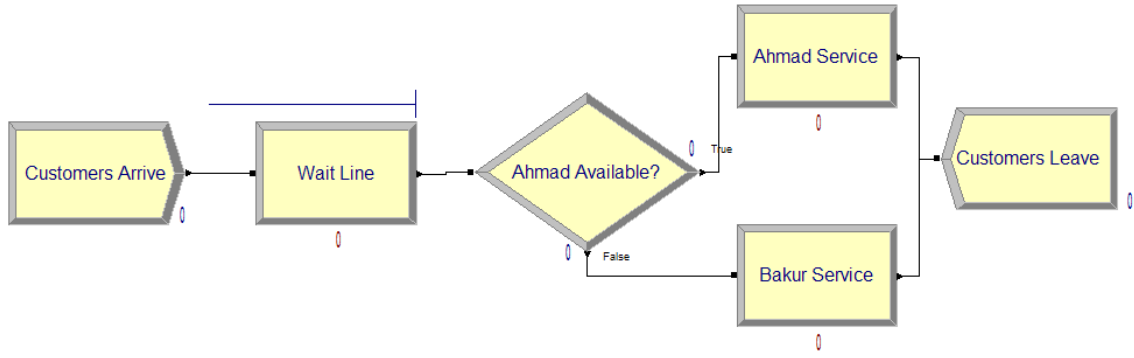 Customers Arrive
0
Wait Line
0
Ahmad Available?
0
True
0
False
Ahmad Service
0
Bakur Service
0
Customers Leave
0